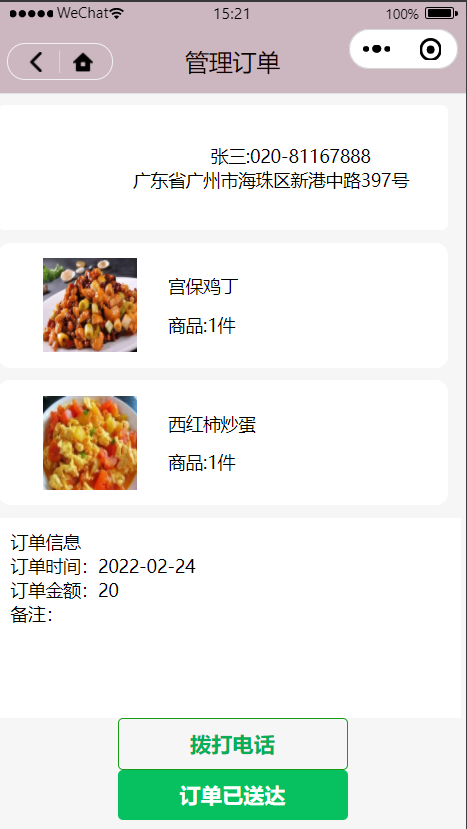 WeChat 15:21 100%
管理订单
张三:020-81167888
广东省广州市海珠区新港中路397号
宫保鸡丁
商品:1件
西红柿炒蛋
商品:1件
订单信息
订单时间：2022-02-24
订单金额：20
备注：
拨打电话
订单已送达